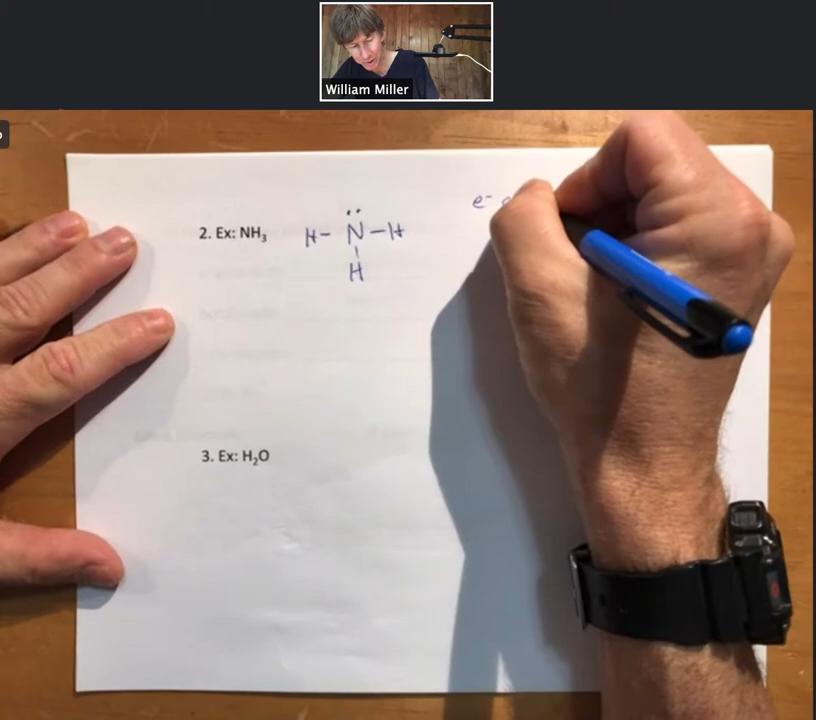 William Miller
2. Ex: NH₃
H- N̈ -H
|
H
e⁻
3. Ex: H₂O